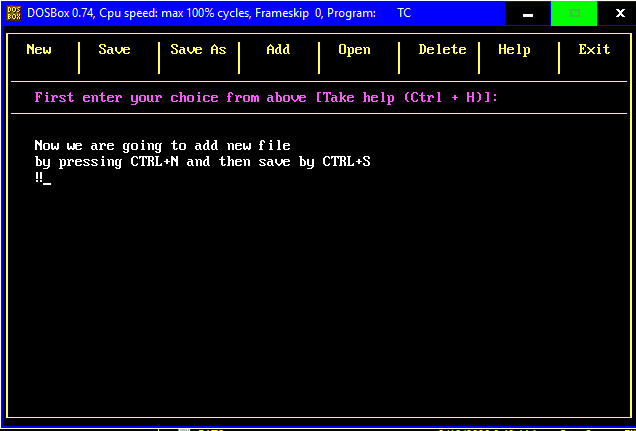 DOS BOX DOSBox 0.74, Cpu speed: max 100% cycles, Frameskip 0, Program: TC
New Save Save As Add Open Delete Help Exit
First enter your choice from above [Take help (Ctrl + H)]:
Now we are going to add new file
by pressing CTRL+N and then save by CTRL+S
‼_